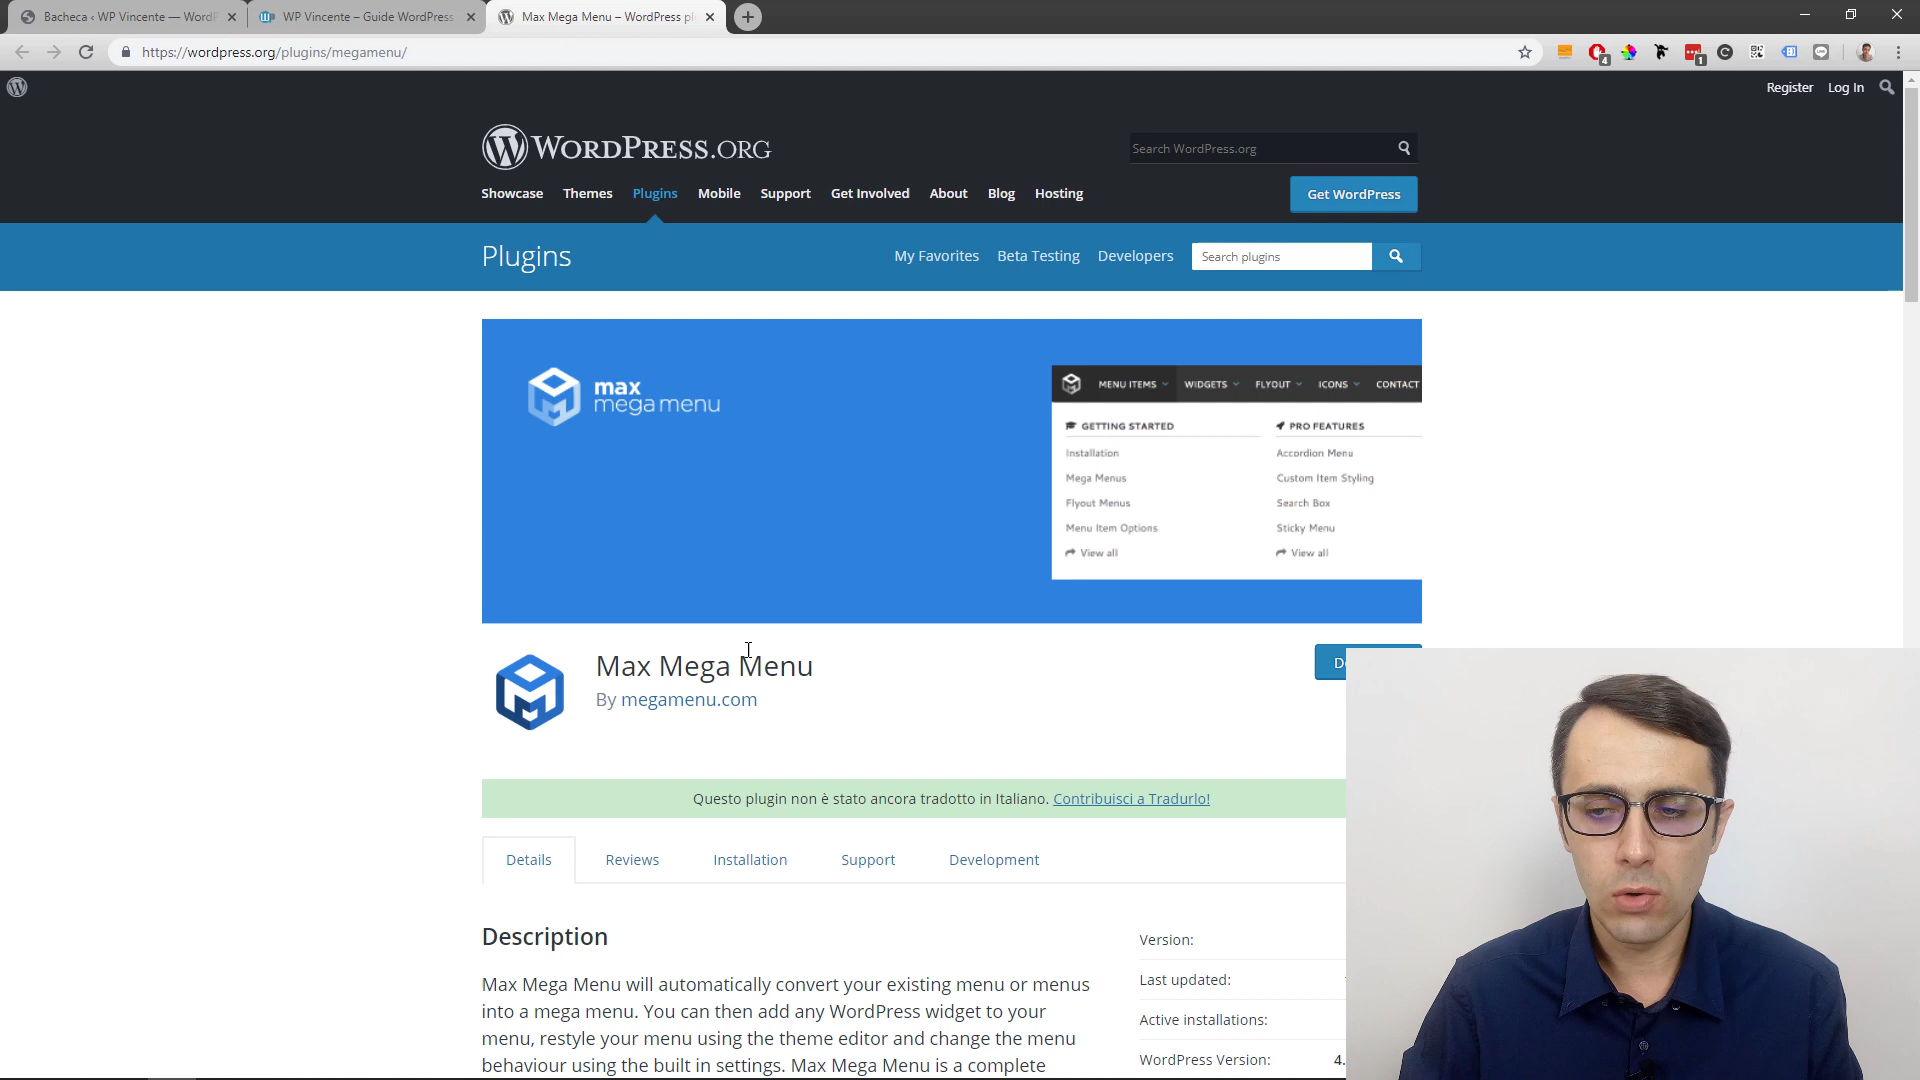 Bacheca ‹ WP Vincente — WordP
WP Vincente – Guide WordPress
Max Mega Menu – WordPress pl
https://wordpress.org/plugins/megamenu/
4
1
Register
Log In
WORDPRESS.ORG
Search WordPress.org
Showcase
Themes
Plugins
Mobile
Support
Get Involved
About
Blog
Hosting
Get WordPress
Plugins
My Favorites
Beta Testing
Developers
Search plugins
max
mega menu
MENU ITEMS
WIDGETS
FLYOUT
ICONS
CONTACT
GETTING STARTED
PRO FEATURES
Installation
Accordion Menu
Mega Menus
Custom Item Styling
Flyout Menus
Search Box
Menu Item Options
Sticky Menu
View all
View all
Max Mega Menu
By megamenu.com
Questo plugin non è stato ancora tradotto in Italiano. Contribuisci a Tradurlo!
Details
Reviews
Installation
Support
Development
Description
Max Mega Menu will automatically convert your existing menu or menus
into a mega menu. You can then add any WordPress widget to your
menu, restyle your menu using the theme editor and change the menu
behaviour using the built in settings. Max Mega Menu is a complete
Version:
Last updated:
Active installations:
WordPress Version: 4.